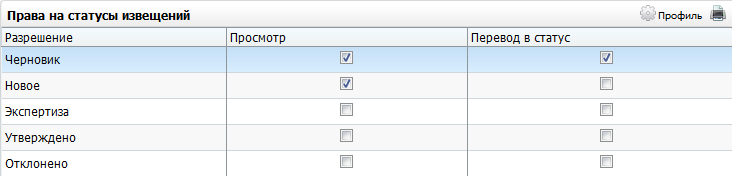 Права на статусы извещений Профиль
Разрешение Просмотр Перевод в статус
Черновик
Новое
Экспертиза
Утверждено
Отклонено